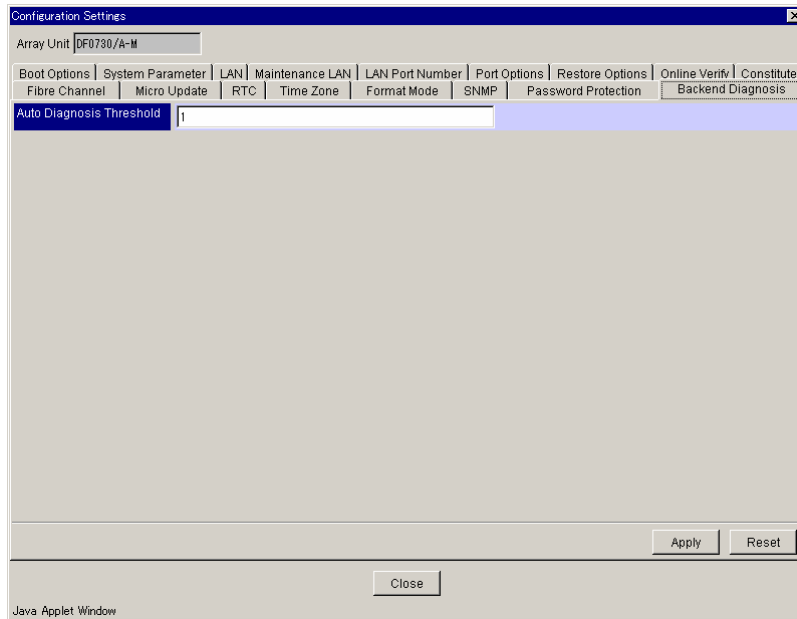 Configuration Settings
Array Unit DF0730/A-M
Boot Options System Parameter LAN Maintenance LAN LAN Port Number Port Options Restore Options Online Verify Constitute
Fibre Channel Micro Update RTC Time Zone Format Mode SNMP Password Protection Backend Diagnosis
Auto Diagnosis Threshold 1
Apply Reset
Close
Java Applet Window